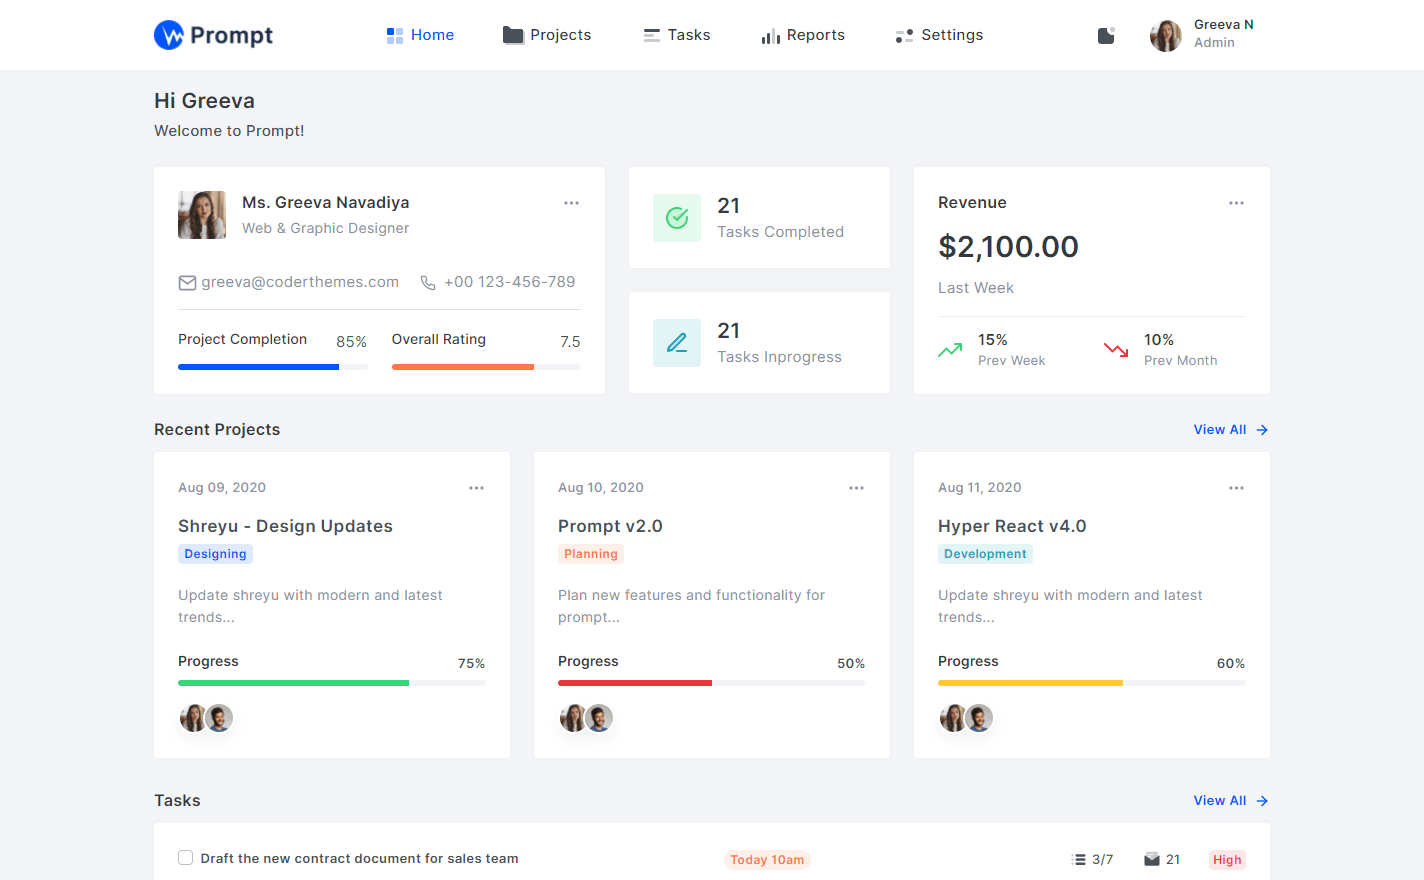 Prompt
Home
Projects
Tasks
Reports
Settings
Greeva N
Admin
Hi Greeva
Welcome to Prompt!
Ms. Greeva Navadiya
Web & Graphic Designer
greeva@coderthemes.com
+00 123-456-789
Project Completion
85%
Overall Rating
7.5
21
Tasks Completed
21
Tasks Inprogress
Revenue
$2,100.00
Last Week
15%
Prev Week
10%
Prev Month
Recent Projects
View All
Aug 09, 2020
Shreyu - Design Updates
Designing
Update shreyu with modern and latest
trends...
Progress
75%
Aug 10, 2020
Prompt v2.0
Planning
Plan new features and functionality for
prompt...
Progress
50%
Aug 11, 2020
Hyper React v4.0
Development
Update shreyu with modern and latest
trends...
Progress
60%
Tasks
View All
Draft the new contract document for sales team
Today 10am
3/7
21
High